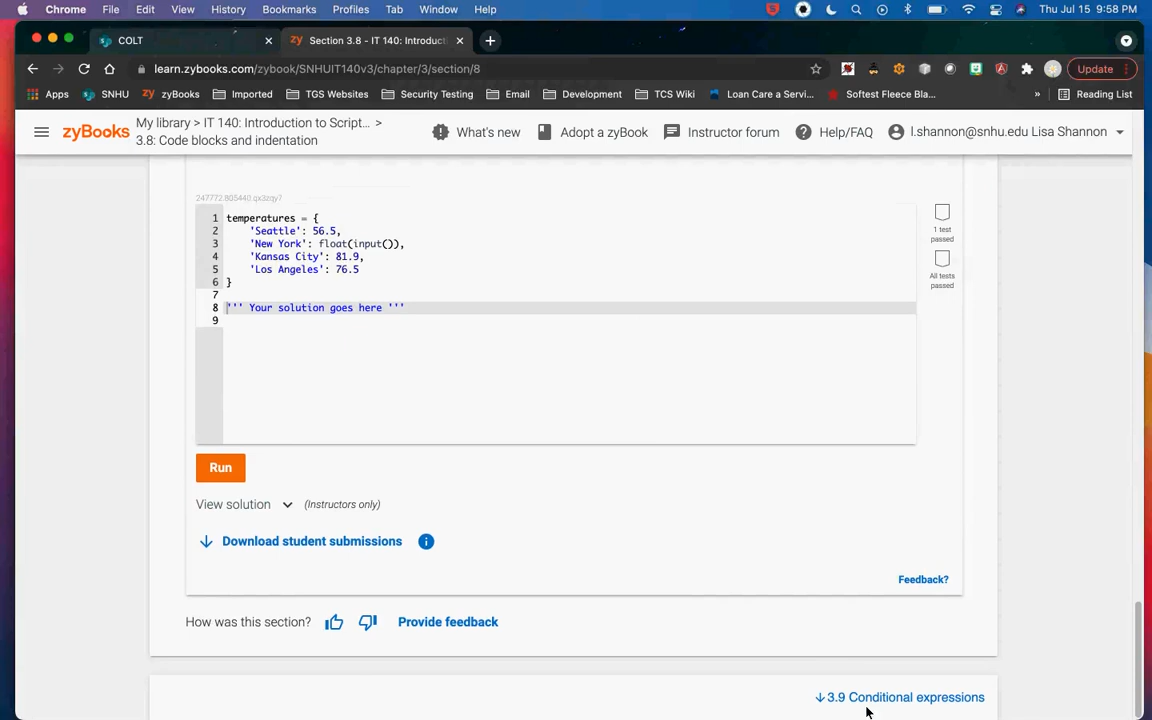 Chrome File Edit View History Bookmarks Profiles Tab Window Help Thu Jul 15 9:58 PM
COLT Section 3.8 - IT 140: Introduct
learn.zybooks.com/zybook/SNHUIT140v3/chapter/3/section/8 Update
Apps SNHU zyBooks Imported TGS Websites Security Testing Email Development TCS Wiki Loan Care a Servi... Softest Fleece Bla... » Reading List
My library > IT 140: Introduction to Script... >
zyBooks What's new Adopt a zyBook Instructor forum Help/FAQ l.shannon@snhu.edu Lisa Shannon
3.8: Code blocks and indentation
247772.805440.qx3zqy7
1 temperatures = {
2 'Seattle': 56.5,
3 'New York': float(input()),
4 'Kansas City': 81.9,
5 'Los Angeles': 76.5
6 }
7
8 ''' Your solution goes here '''
9
1 test
passed
All tests
passed
Run
View solution (Instructors only)
Download student submissions
Feedback?
How was this section? Provide feedback
3.9 Conditional expressions